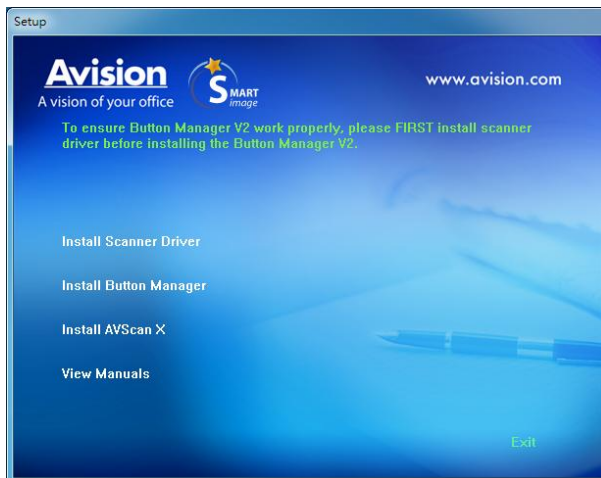 Setup
Avision
A vision of your office
SMART
image
www.avision.com
To ensure Button Manager V2 work properly, please FIRST install scanner
driver before installing the Button Manager V2.
Install Scanner Driver
Install Button Manager
Install AVScan X
View Manuals
Exit